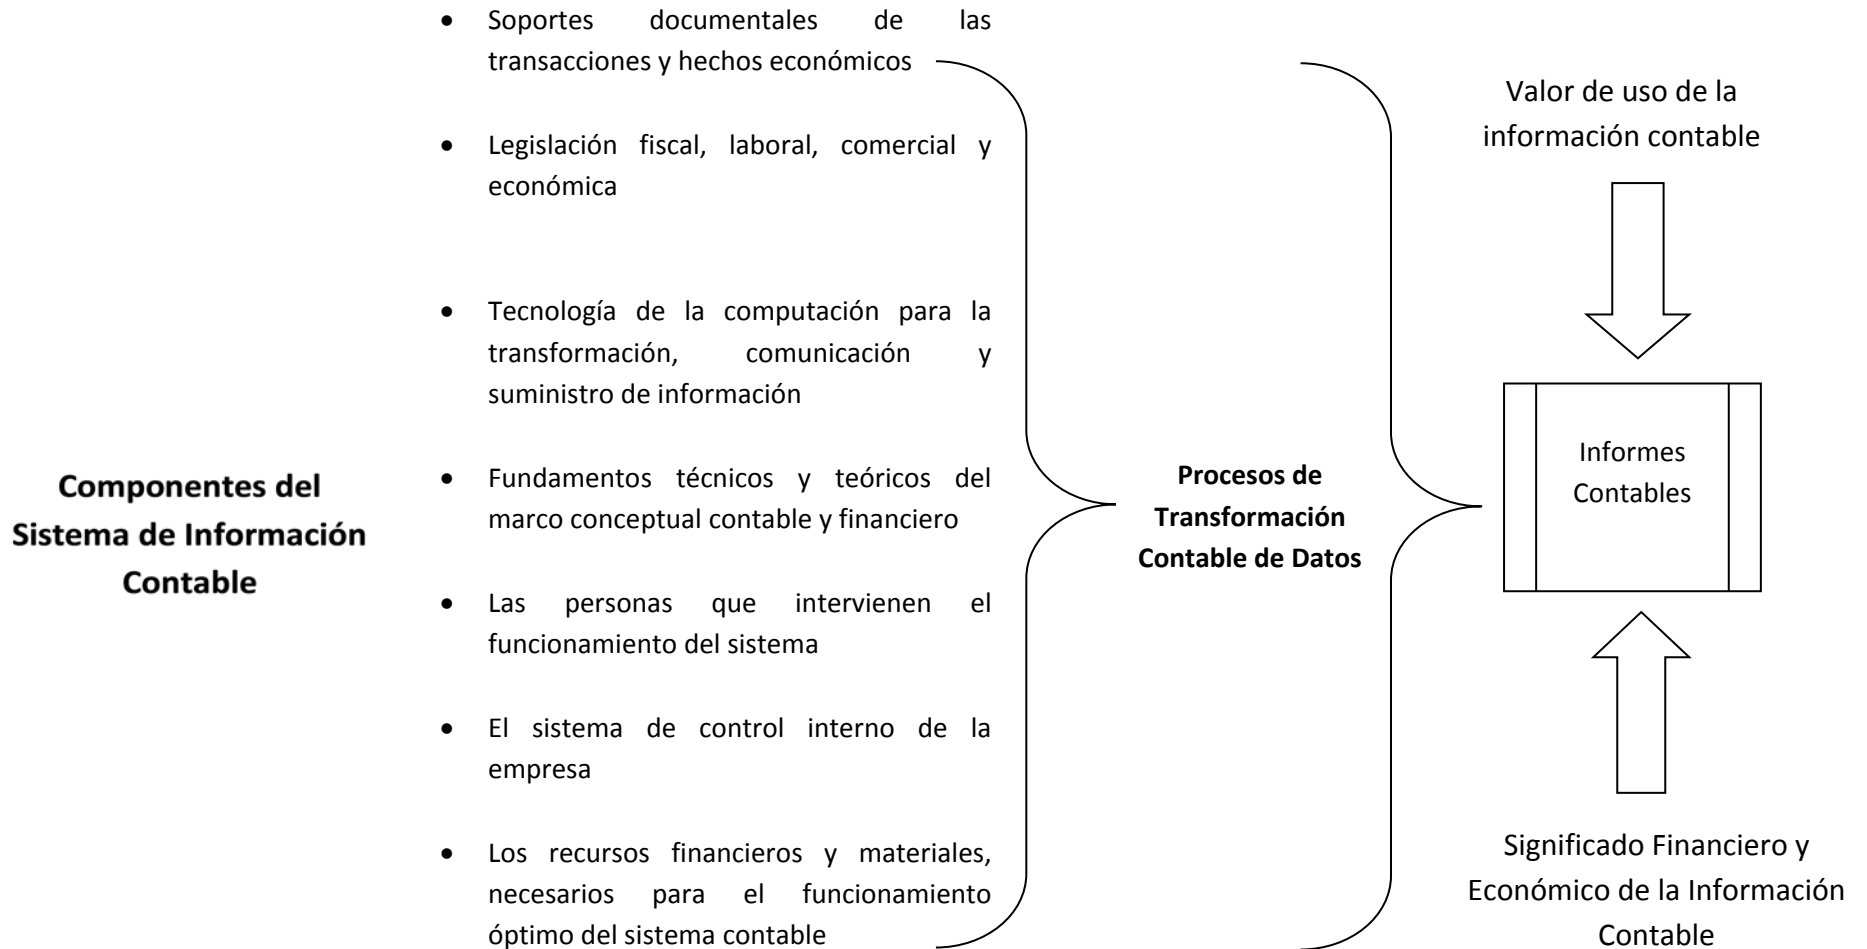 Componentes del
Sistema de Información
Contable
• Soportes documentales de las
transacciones y hechos económicos
• Legislación fiscal, laboral, comercial y
económica
• Tecnología de la computación para la
transformación, comunicación y
suministro de información
• Fundamentos técnicos y teóricos del
marco conceptual contable y financiero
• Las personas que intervienen el
funcionamiento del sistema
• El sistema de control interno de la
empresa
• Los recursos financieros y materiales,
necesarios para el funcionamiento
óptimo del sistema contable
Procesos de
Transformación
Contable de Datos
Valor de uso de la
información contable
Informes
Contables
Significado Financiero y
Económico de la Información
Contable